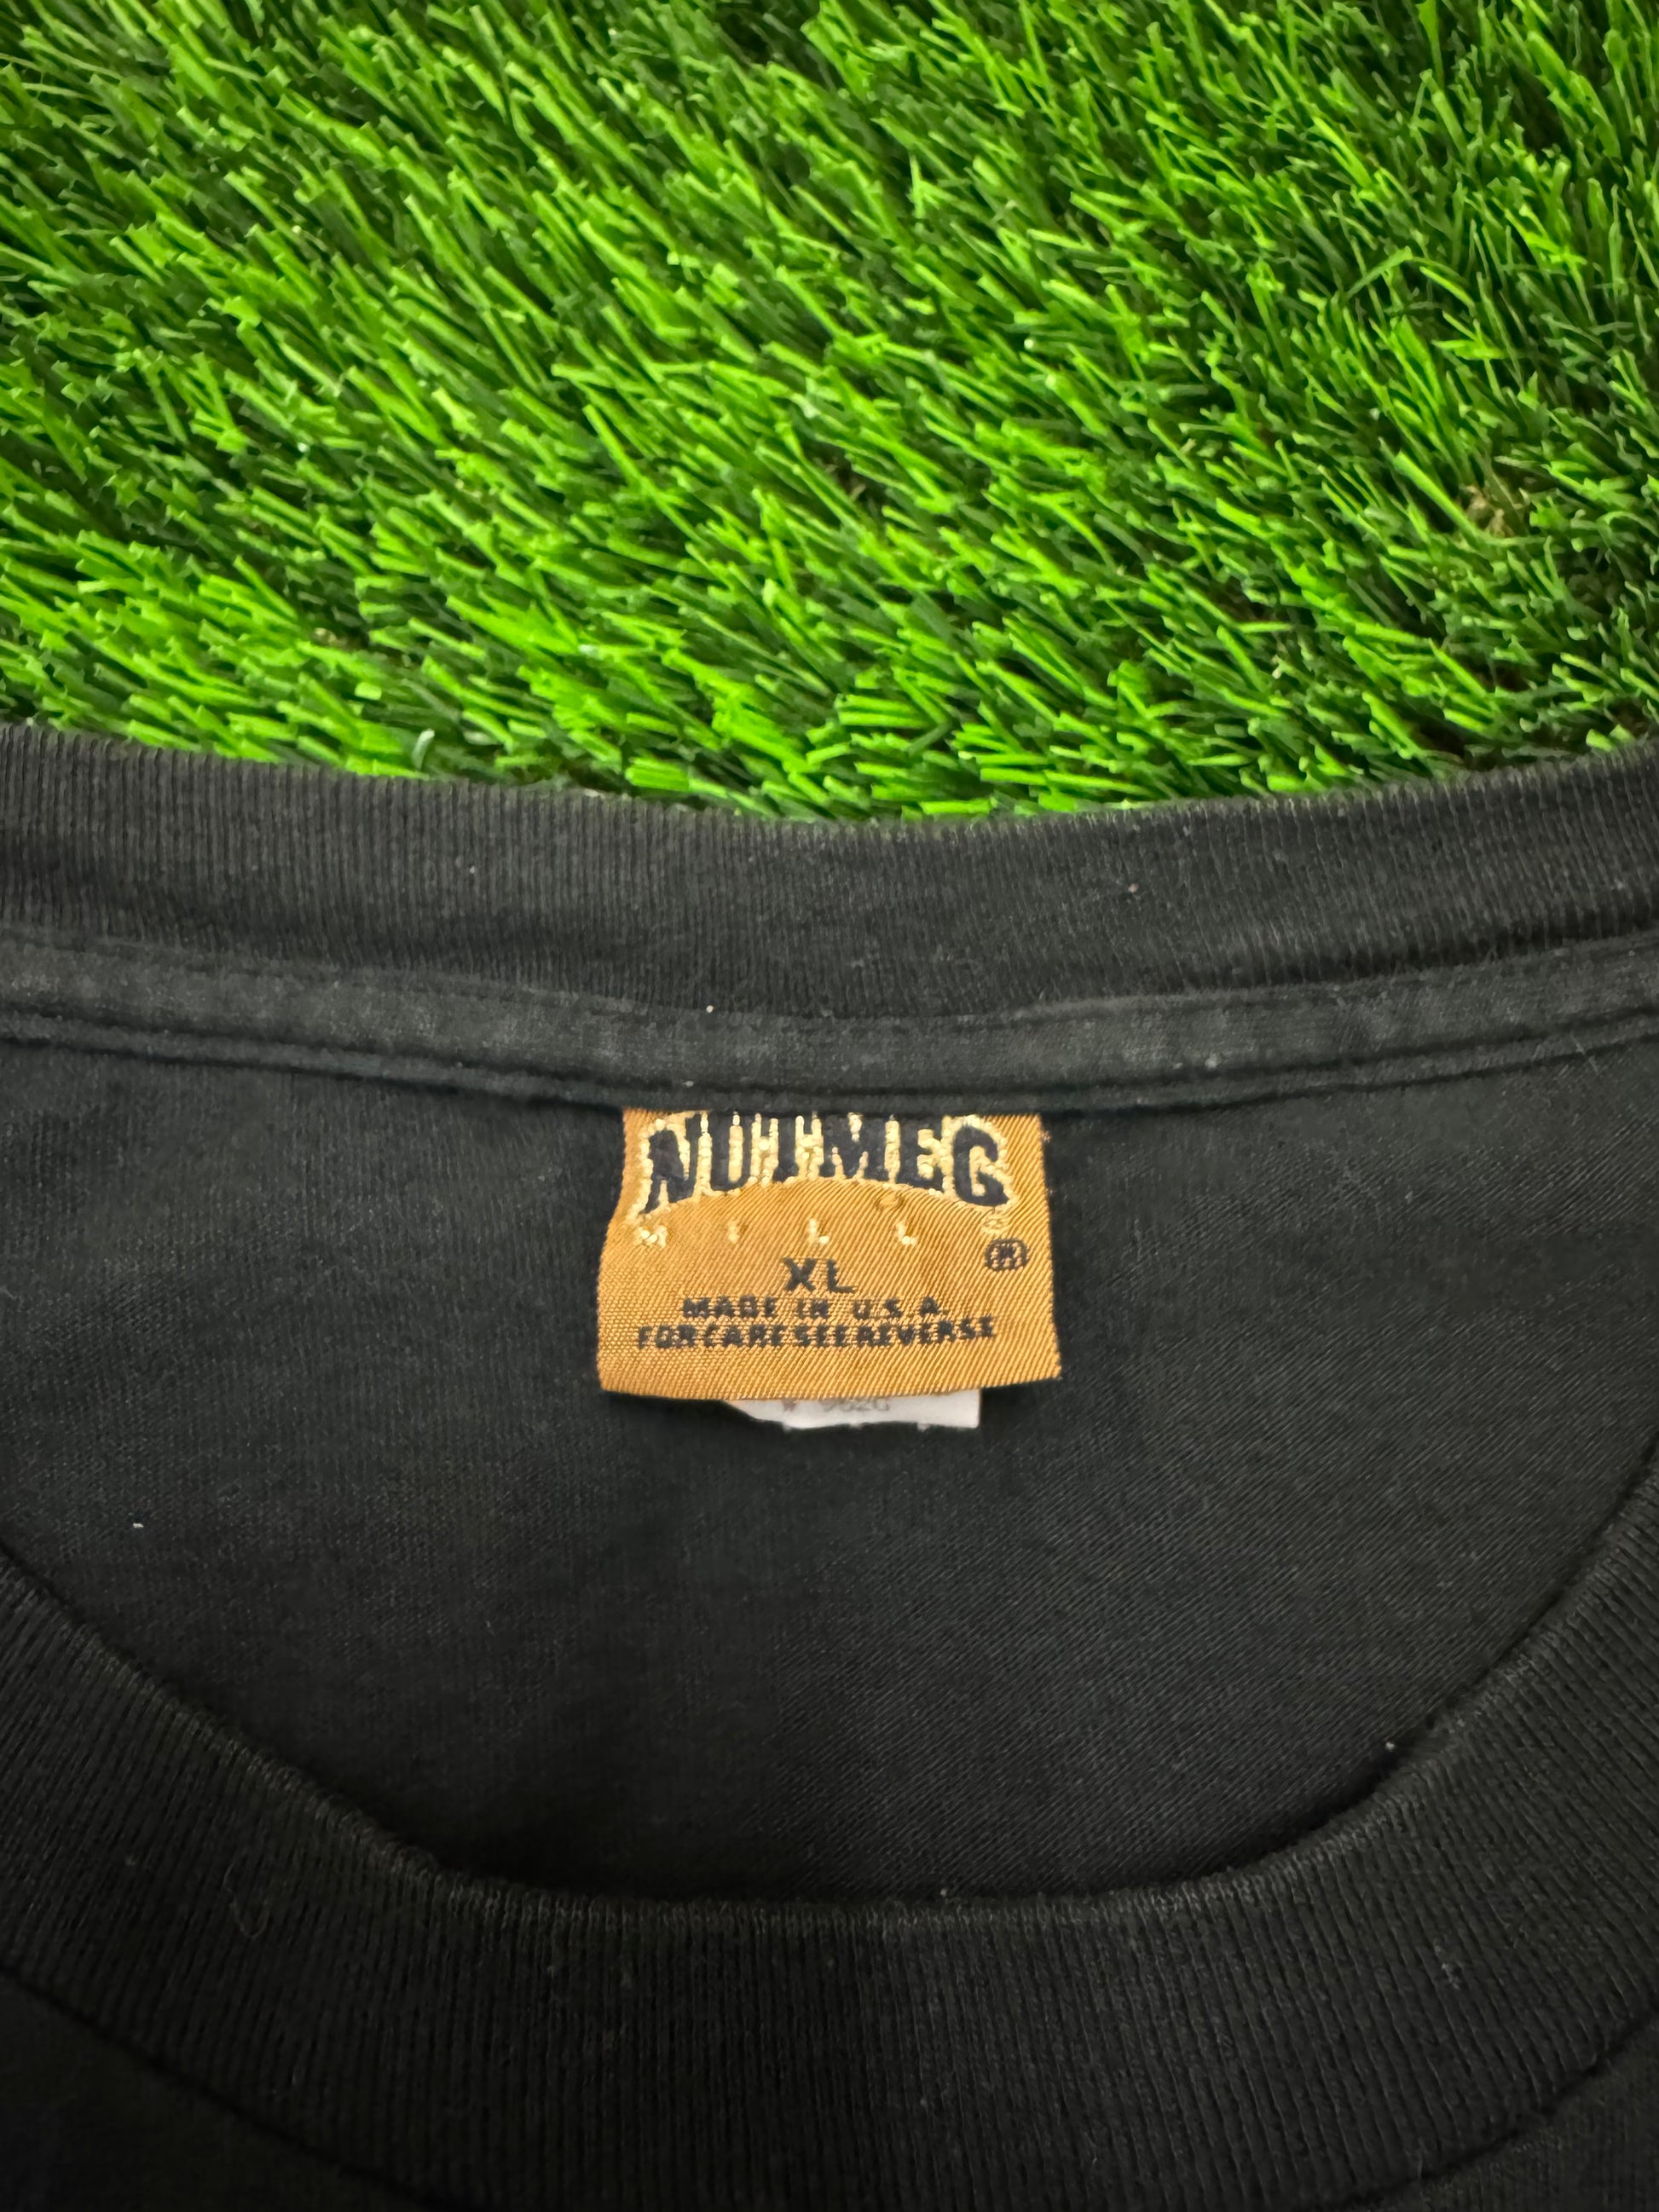 NUTMEG
MILLS
®
XL
MADE IN U.S.A.
FOR CARE SEE REVERSE